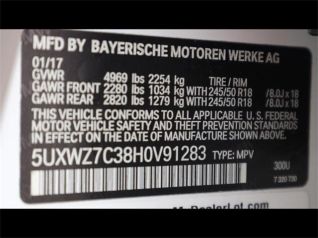 MFD BY BAYERISCHE MOTOREN WERKE AG
01/17
GVWR 4969 lbs 2254 kg TIRE / RIM
GAWR FRONT 2280 lbs 1034 kg WITH 245/50 R18 /8.0J x 18
GAWR REAR 2820 lbs 1279 kg WITH 245/50 R18 /8.0J x 18
THIS VEHICLE CONFORMS TO ALL APPLICABLE U.S. FEDERAL
MOTOR VEHICLE SAFETY STANDARDS IN
EFFECT ON THE DATE OF MANUFACTURE SHOWN ABOVE.
5UXWZ7C38H0V91283 TYPE: MPV
300U
7 320 730